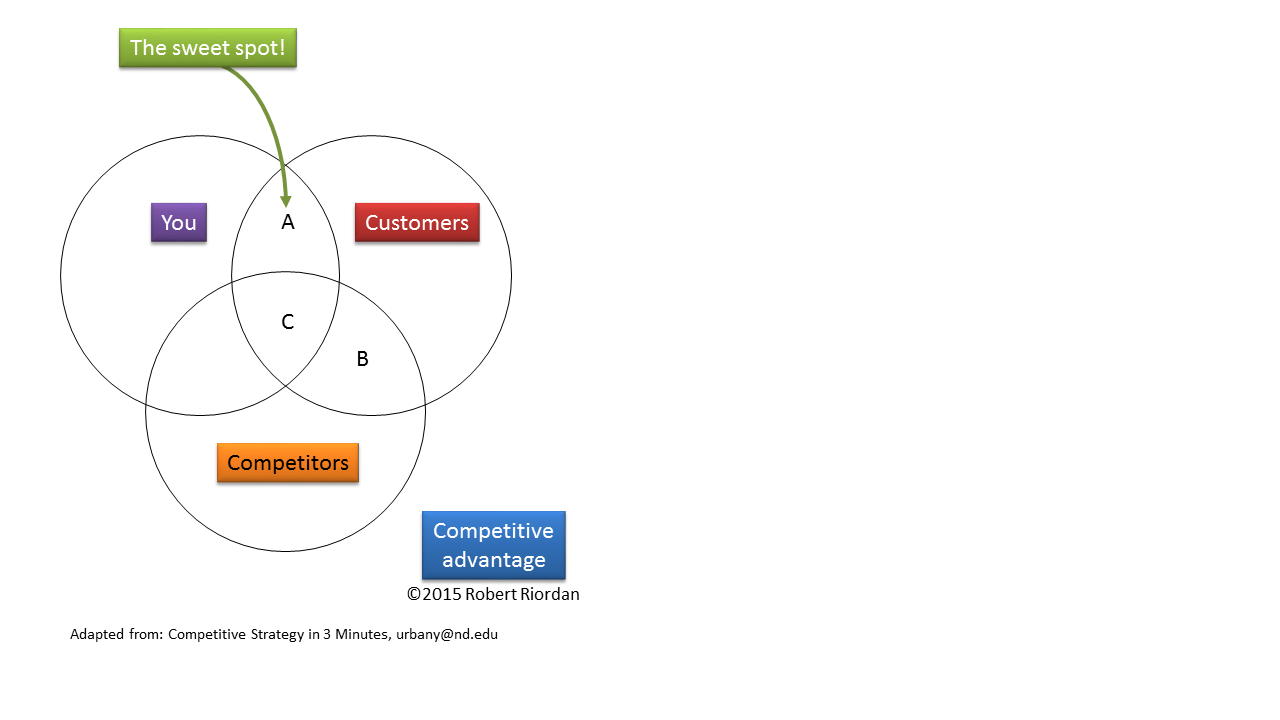 The sweet spot!
You
A
Customers
C
B
Competitors
Competitive
advantage
©2015 Robert Riordan
Adapted from: Competitive Strategy in 3 Minutes, urbany@nd.edu